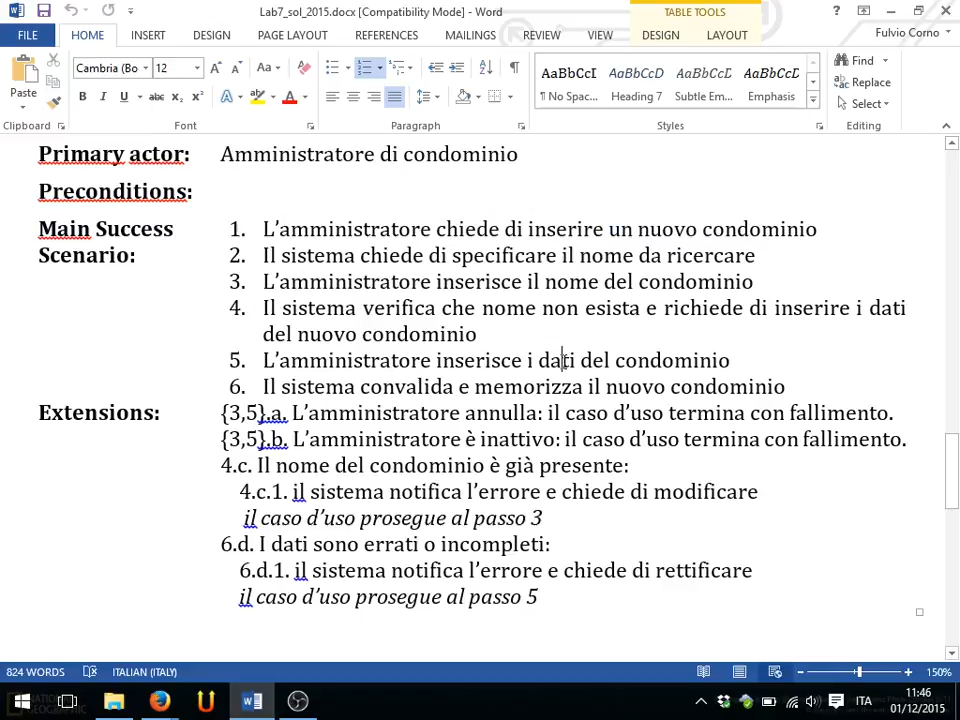 Lab7_sol_2015.docx [Compatibility Mode] - Word
TABLE TOOLS
?
FILE HOME INSERT DESIGN PAGE LAYOUT REFERENCES MAILINGS REVIEW VIEW DESIGN LAYOUT Fulvio Corno
Cambria (Bo 12 Aa
AaBbCcI AaBbCcD AaBbCcD AaBbCcD
Find
Replace
Paste
B I U abc x₂ x² A A
¶ No Spac... Heading 7 Subtle Em... Emphasis
Select
Clipboard Font Paragraph Styles Editing
Primary actor: Amministratore di condominio
Preconditions:
Main Success Scenario:
1. L'amministratore chiede di inserire un nuovo condominio
2. Il sistema chiede di specificare il nome da ricercare
3. L'amministratore inserisce il nome del condominio
4. Il sistema verifica che nome non esista e richiede di inserire i dati
del nuovo condominio
5. L'amministratore inserisce i dati del condominio
6. Il sistema convalida e memorizza il nuovo condominio
Extensions: {3,5}.a. L'amministratore annulla: il caso d'uso termina con fallimento.
{3,5}.b. L'amministratore è inattivo: il caso d'uso termina con fallimento.
4.c. Il nome del condominio è già presente:
4.c.1. il sistema notifica l'errore e chiede di modificare
il caso d'uso prosegue al passo 3
6.d. I dati sono errati o incompleti:
6.d.1. il sistema notifica l'errore e chiede di rettificare
il caso d'uso prosegue al passo 5
824 WORDS ITALIAN (ITALY) 150%
ITA
11:46
01/12/2015